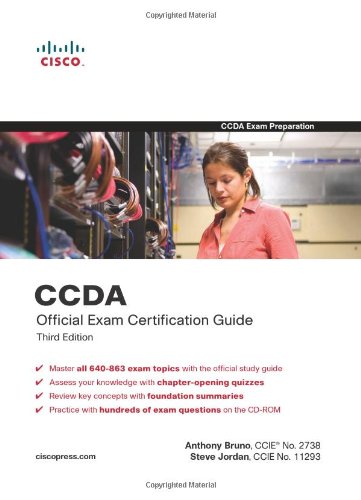 Copyrighted Material
CISCO.
CCDA Exam Preparation
CCDA
Official Exam Certification Guide
Third Edition
✔ Master all 640-863 exam topics with the official study guide
✔ Assess your knowledge with chapter-opening quizzes
✔ Review key concepts with foundation summaries
✔ Practice with hundreds of exam questions on the CD-ROM
Anthony Bruno, CCIE® No. 2738
ciscopress.com Steve Jordan, CCIE No. 11293
Copyrighted Material